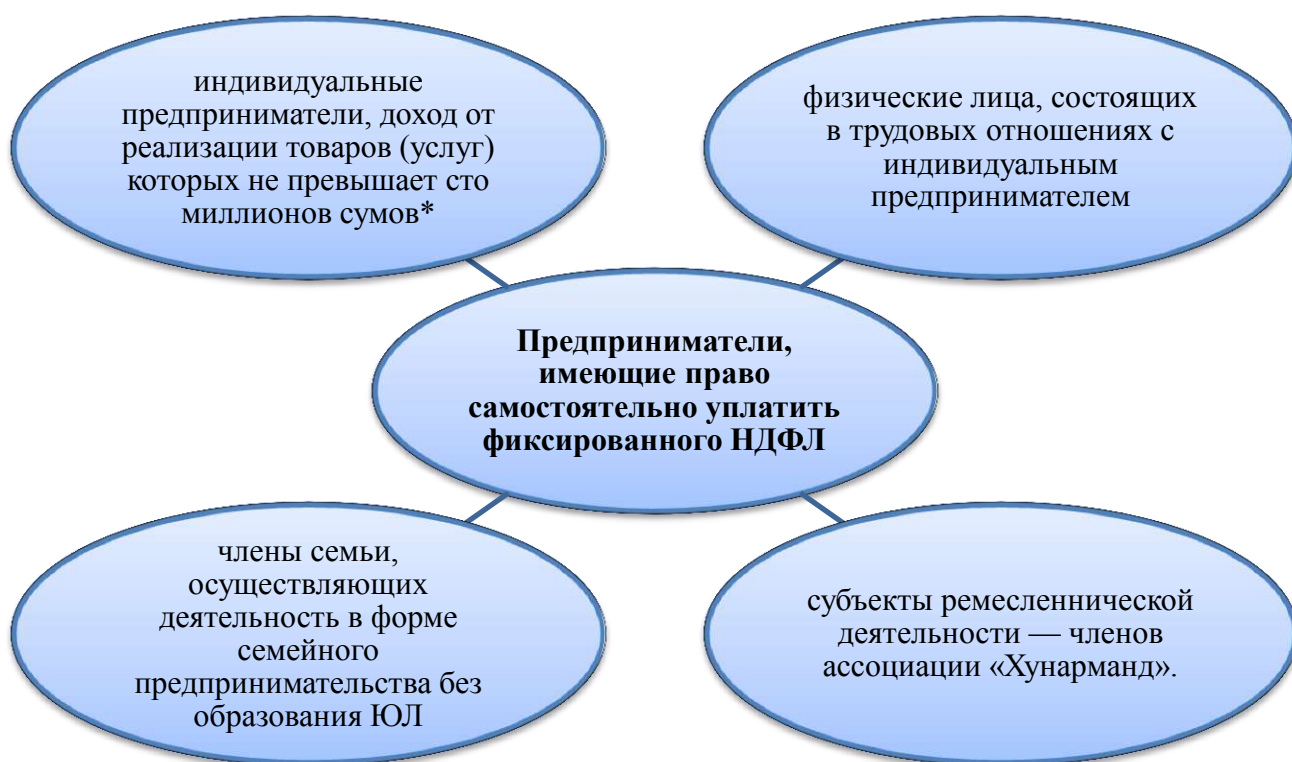 индивидуальные
предприниматели, доход от
реализации товаров (услуг)
которых не превышает сто
миллионов сумов*
физические лица, состоящих
в трудовых отношениях с
индивидуальным
предпринимателем
Предприниматели,
имеющие право
самостоятельно уплатить
фиксированного НДФЛ
члены семьи,
осуществляющих
деятельность в форме
семейного
предпринимательства без
образования ЮЛ
субъекты ремесленнической
деятельности — членов
ассоциации «Хунарманд».